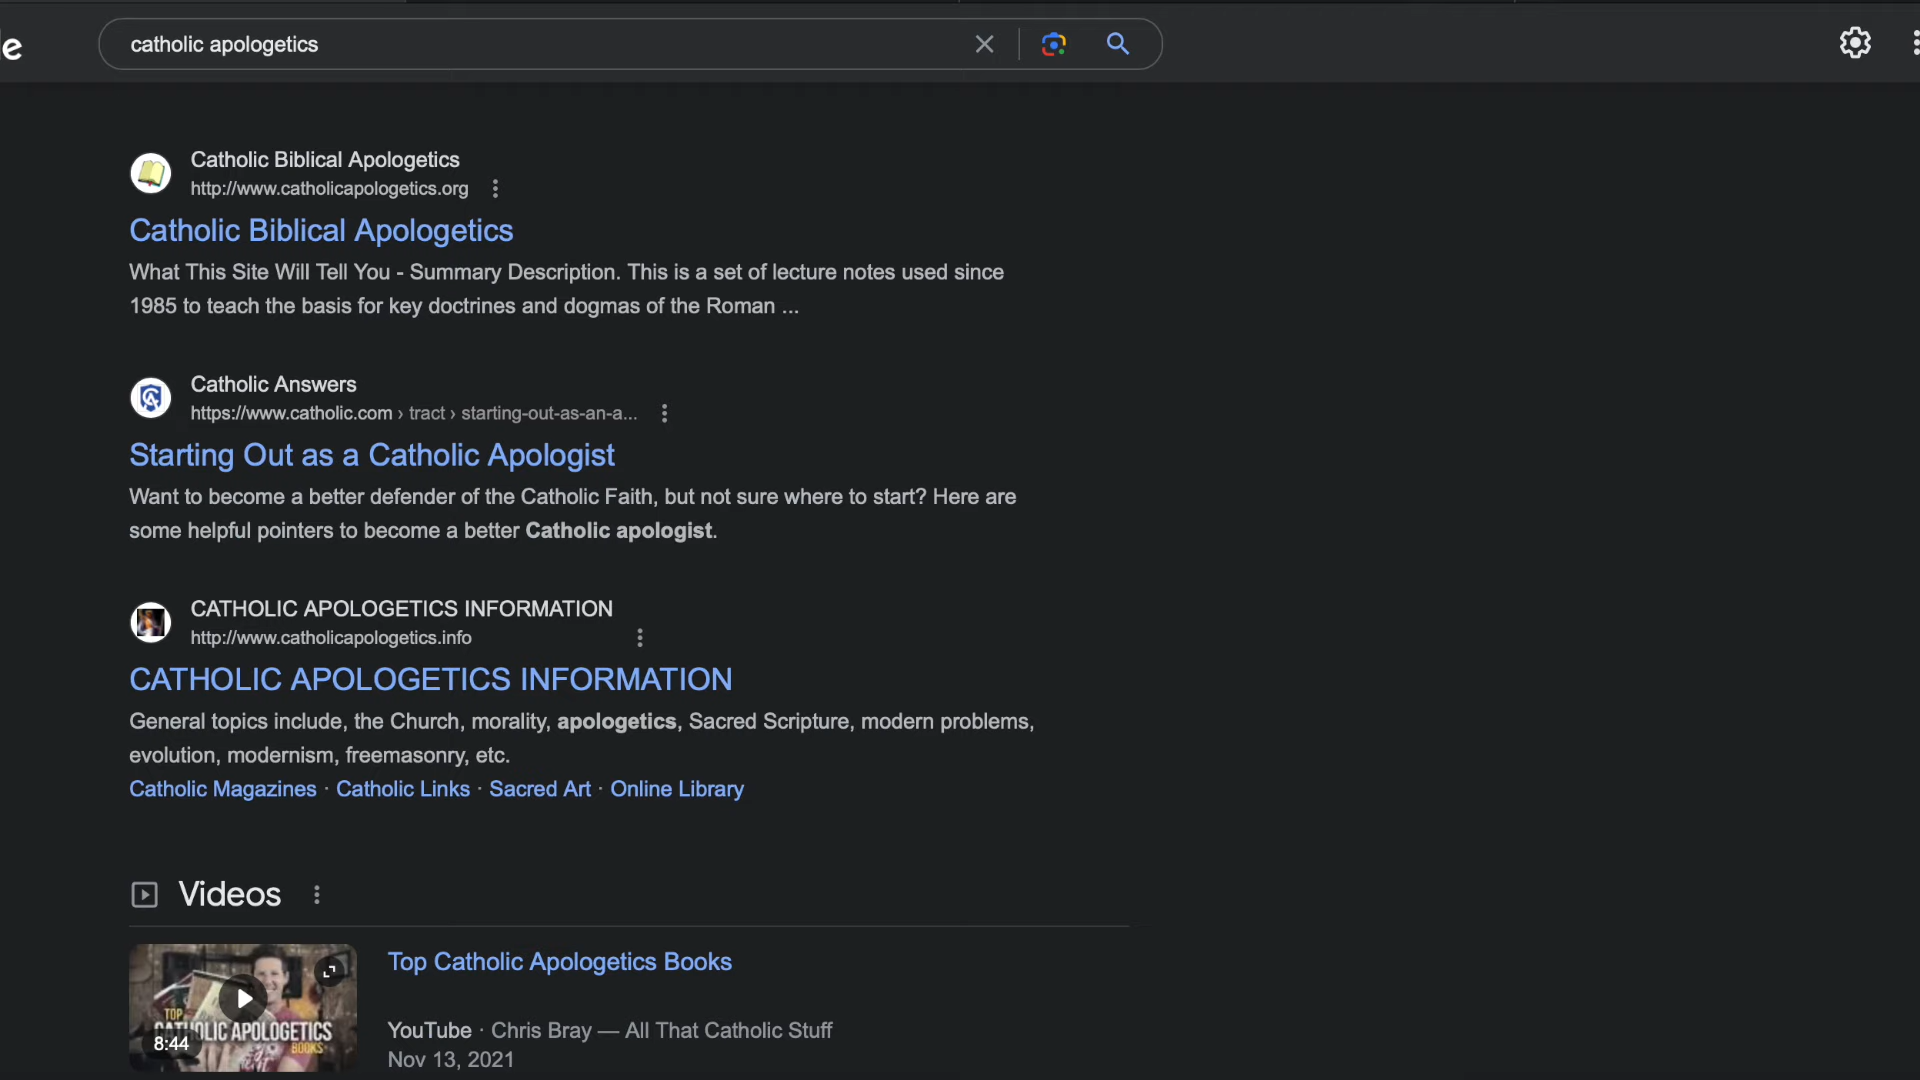 le
catholic apologetics
Catholic Biblical Apologetics
http://www.catholicapologetics.org
Catholic Biblical Apologetics
What This Site Will Tell You - Summary Description. This is a set of lecture notes used since
1985 to teach the basis for key doctrines and dogmas of the Roman ...
Catholic Answers
https://www.catholic.com › tract › starting-out-as-an-a...
Starting Out as a Catholic Apologist
Want to become a better defender of the Catholic Faith, but not sure where to start? Here are
some helpful pointers to become a better Catholic apologist.
CATHOLIC APOLOGETICS INFORMATION
http://www.catholicapologetics.info
CATHOLIC APOLOGETICS INFORMATION
General topics include, the Church, morality, apologetics, Sacred Scripture, modern problems,
evolution, modernism, freemasonry, etc.
Catholic Magazines · Catholic Links · Sacred Art · Online Library
Videos
Top Catholic Apologetics Books
YouTube · Chris Bray — All That Catholic Stuff
Nov 13, 2021
TOP
CATHOLIC APOLOGETICS
BOOKS
8:44